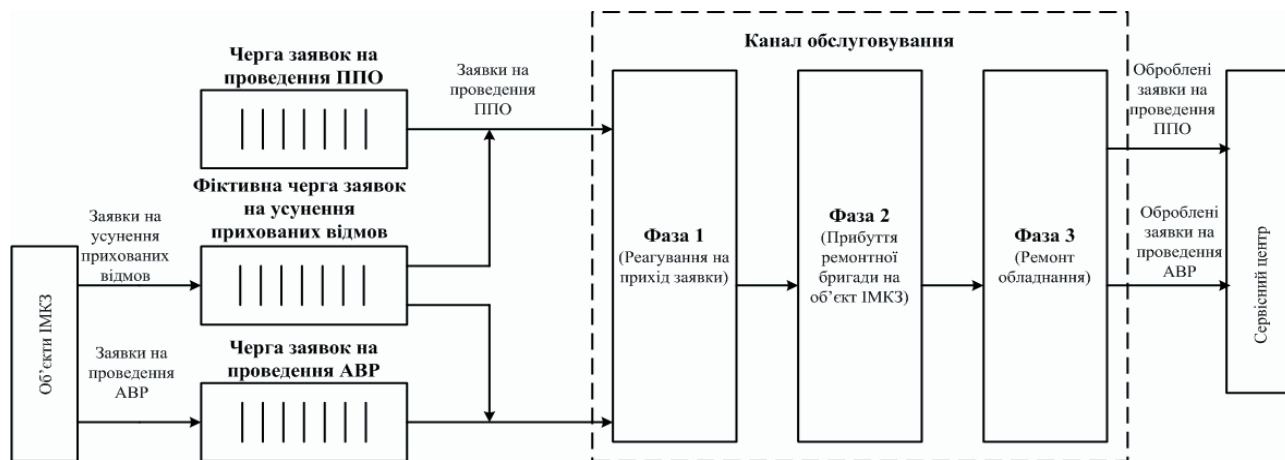 Канал обслуговування
Черга заявок на
проведення ППО
Заявки на
проведення
ППО
Фіктивна черга заявок
на усунення
прихованих відмов
Заявки на
усунення
прихованих
відмов
Об’єкти ІМКЗ
Заявки на
проведення
АВР
Черга заявок на
проведення АВР
Фаза 1
(Реагування на
прихід заявки)
Фаза 2
(Прибуття
ремонтної
бригади на
об’єкт ІМКЗ)
Фаза 3
(Ремонт
обладнання)
Оброблені
заявки на
проведення
ППО
Оброблені
заявки на
проведення
АВР
Сервісний центр